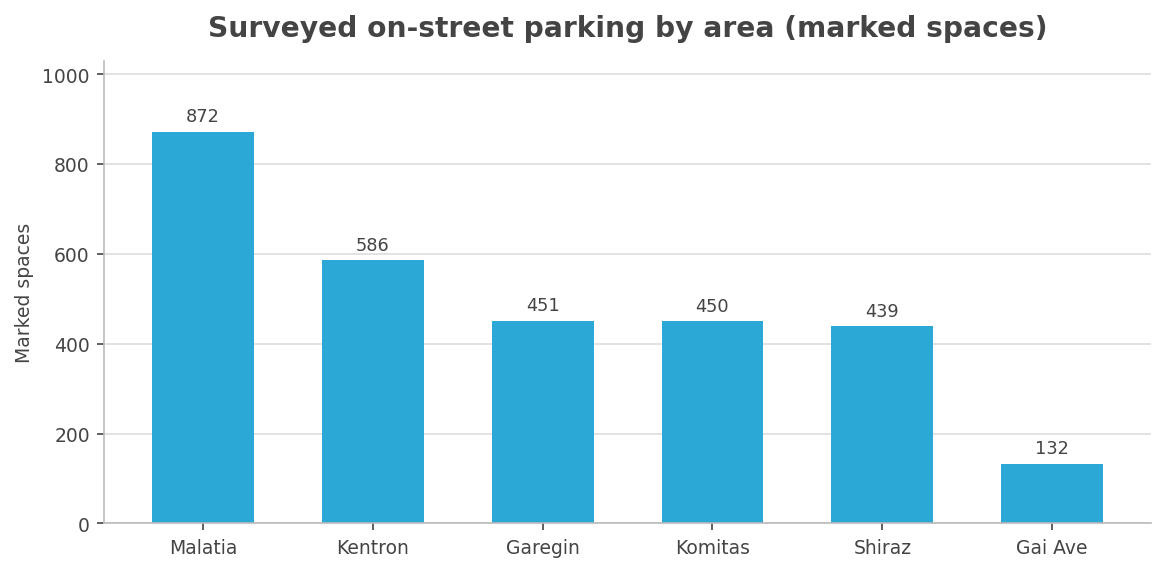 Surveyed on-street parking by area (marked spaces)
Marked spaces
1000
800
600
400
200
0
872
586
451
450
439
132
Malatia
Kentron
Garegin
Komitas
Shiraz
Gai Ave